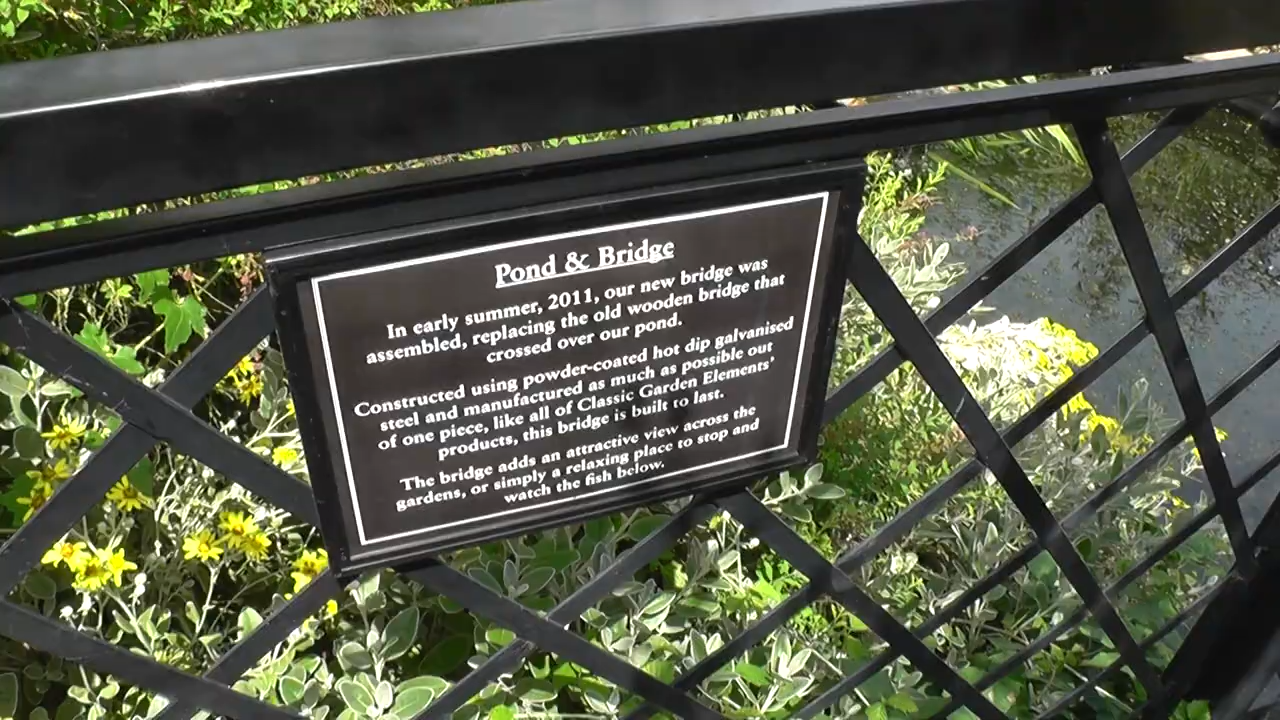 Pond & Bridge
In early summer, 2011, our new bridge was
assembled, replacing the old wooden bridge that
crossed over our pond.
Constructed using powder-coated hot dip galvanised
steel and manufactured as much as possible out
of one piece, like all of Classic Garden Elements'
products, this bridge is built to last.
The bridge adds an attractive view across the
gardens, or simply a relaxing place to stop and
watch the fish below.